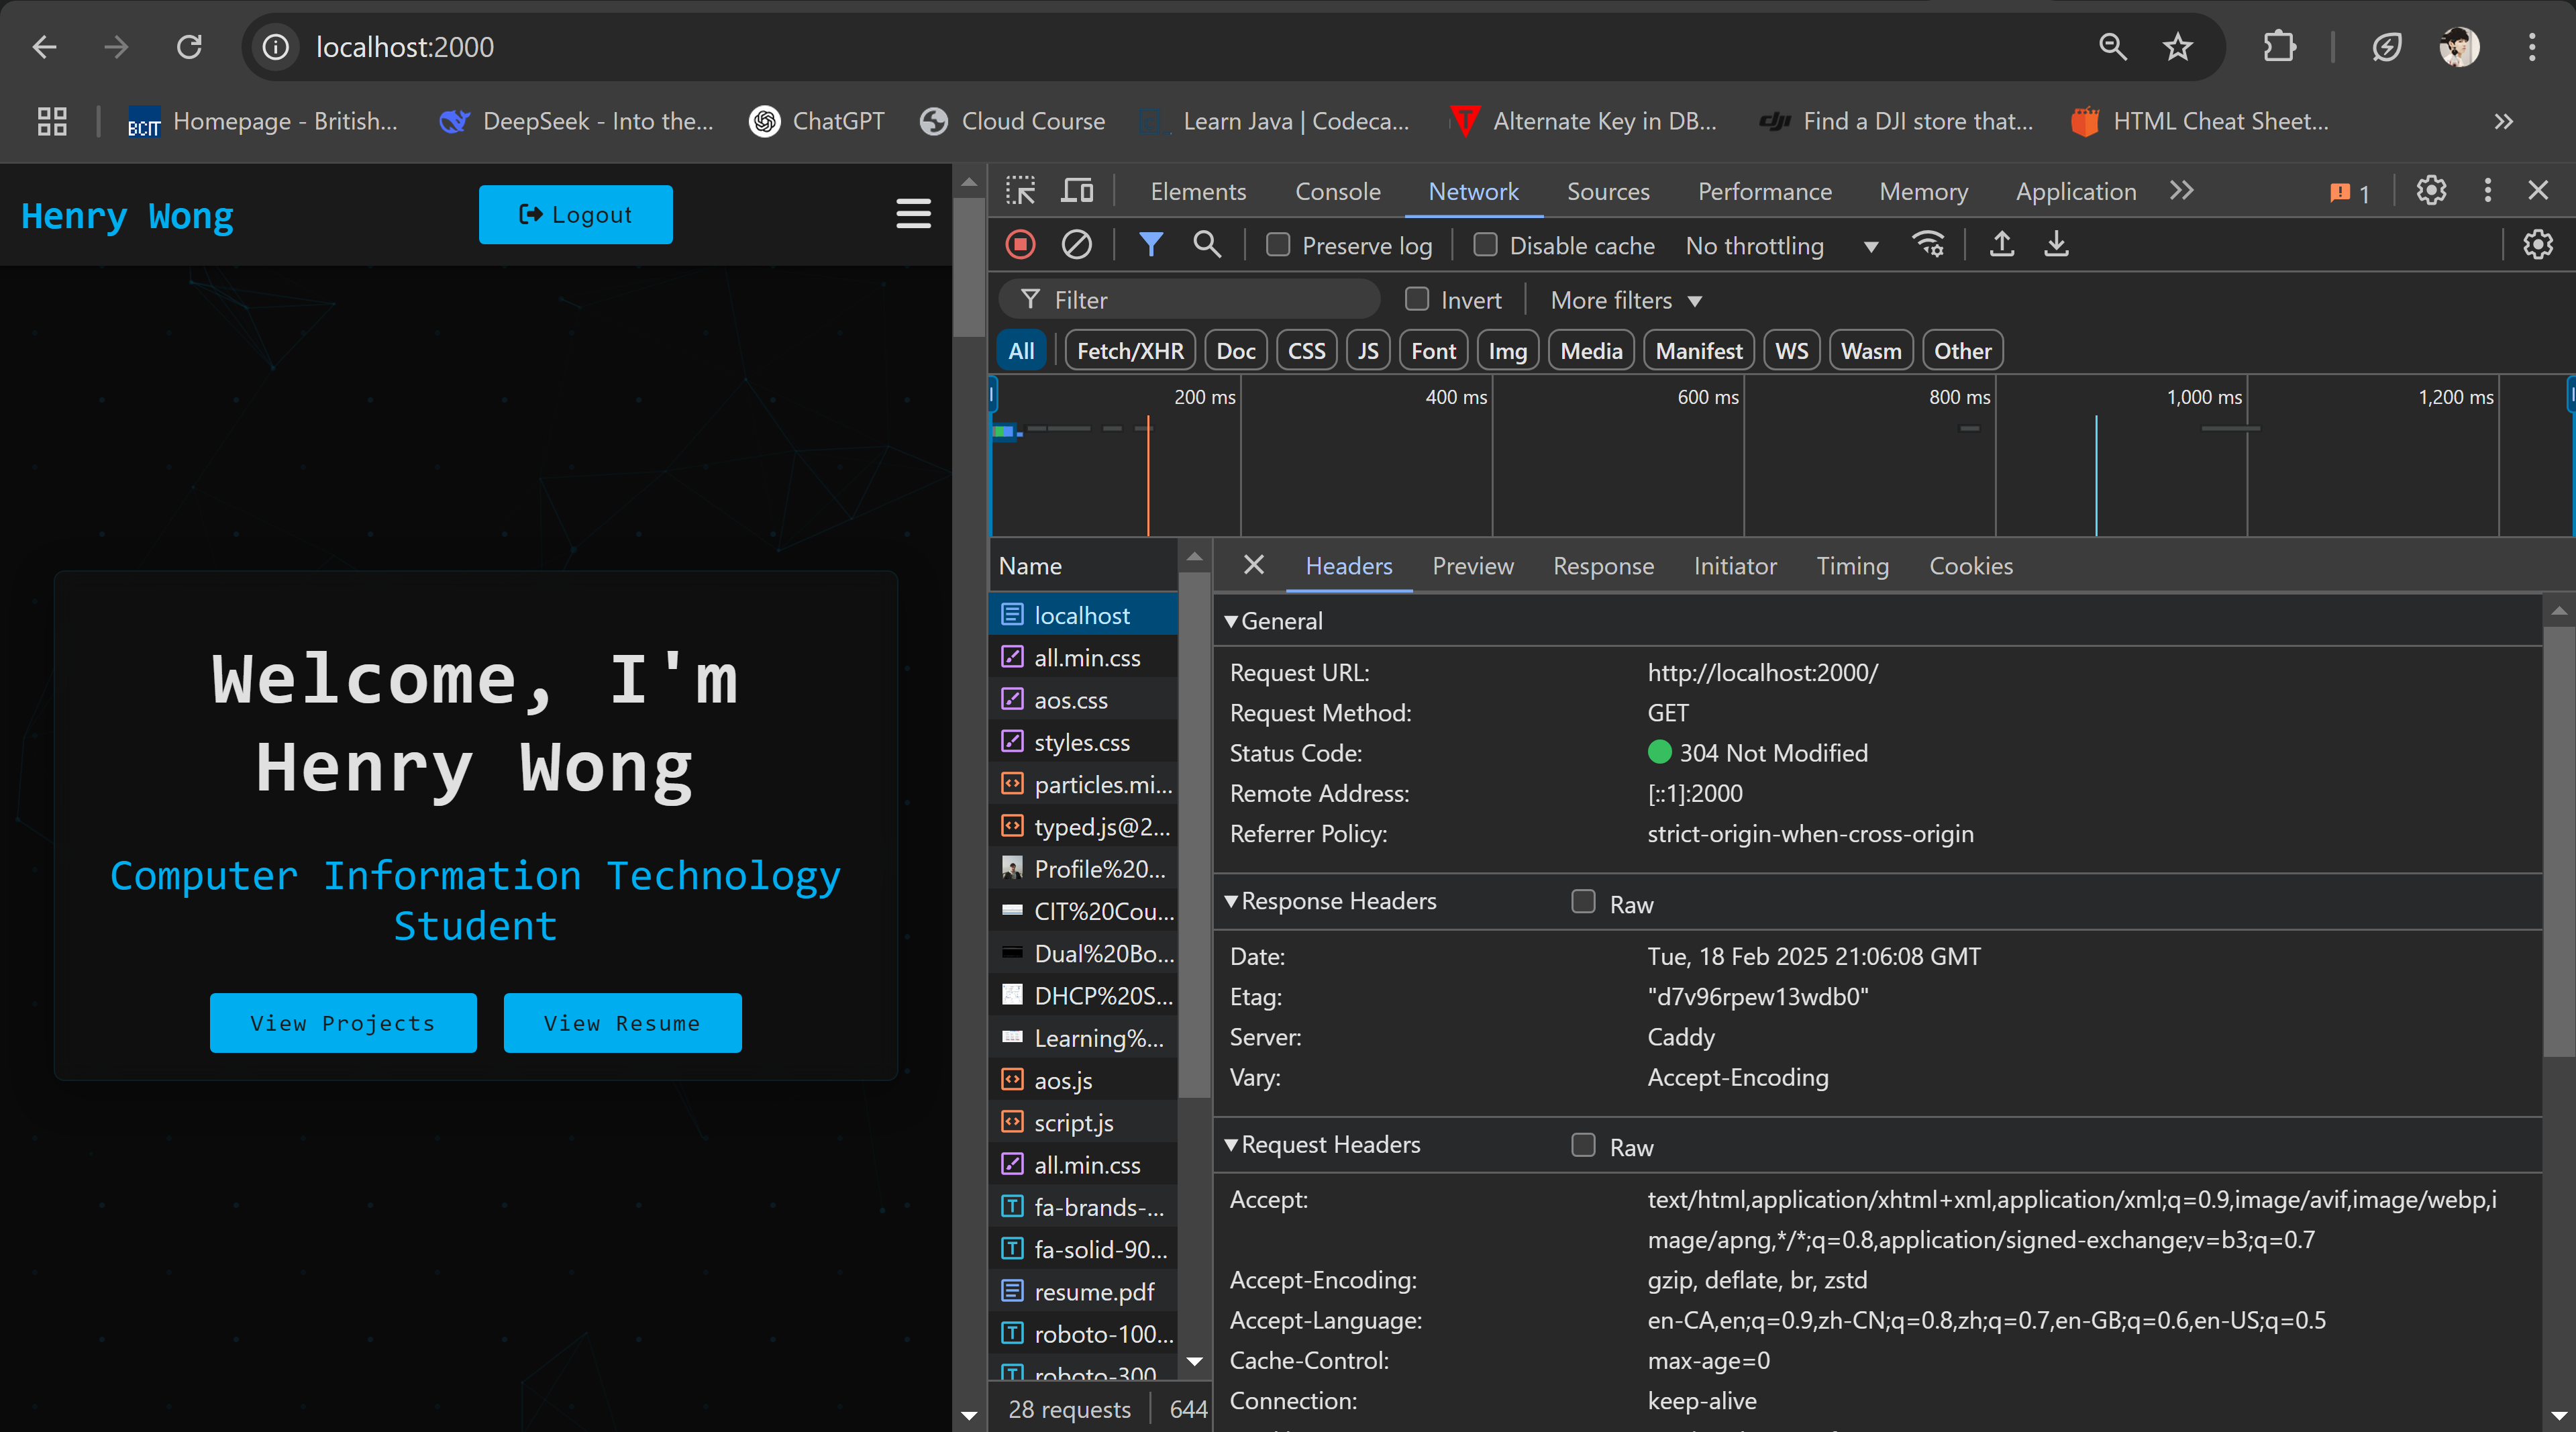 localhost:2000
Homepage - British...
DeepSeek - Into the...
ChatGPT
Cloud Course
Learn Java | Codeca...
Alternate Key in DB...
Find a DJI store that...
HTML Cheat Sheet...
Henry Wong
Logout
Welcome, I'm
Henry Wong
Computer Information Technology
Student
View Projects
View Resume
Elements
Console
Network
Sources
Performance
Memory
Application
1
Preserve log
Disable cache
No throttling
Filter
Invert
More filters
All
Fetch/XHR
Doc
CSS
JS
Font
Img
Media
Manifest
WS
Wasm
Other
200 ms
400 ms
600 ms
800 ms
1,000 ms
1,200 ms
Name
localhost
all.min.css
aos.css
styles.css
particles.mi...
typed.js@2...
Profile%20...
CIT%20Cou...
Dual%20Bo...
DHCP%20S...
Learning%...
aos.js
script.js
all.min.css
fa-brands-...
fa-solid-90...
resume.pdf
roboto-100...
roboto-300
28 requests
644
Headers
Preview
Response
Initiator
Timing
Cookies
General
Request URL: http://localhost:2000/
Request Method: GET
Status Code: 304 Not Modified
Remote Address: [::1]:2000
Referrer Policy: strict-origin-when-cross-origin
Response Headers
Raw
Date: Tue, 18 Feb 2025 21:06:08 GMT
Etag: "d7v96rpew13wdb0"
Server: Caddy
Vary: Accept-Encoding
Request Headers
Raw
Accept: text/html,application/xhtml+xml,application/xml;q=0.9,image/avif,image/webp,i
mage/apng,*/*;q=0.8,application/signed-exchange;v=b3;q=0.7
Accept-Encoding: gzip, deflate, br, zstd
Accept-Language: en-CA,en;q=0.9,zh-CN;q=0.8,zh;q=0.7,en-GB;q=0.6,en-US;q=0.5
Cache-Control: max-age=0
Connection: keep-alive